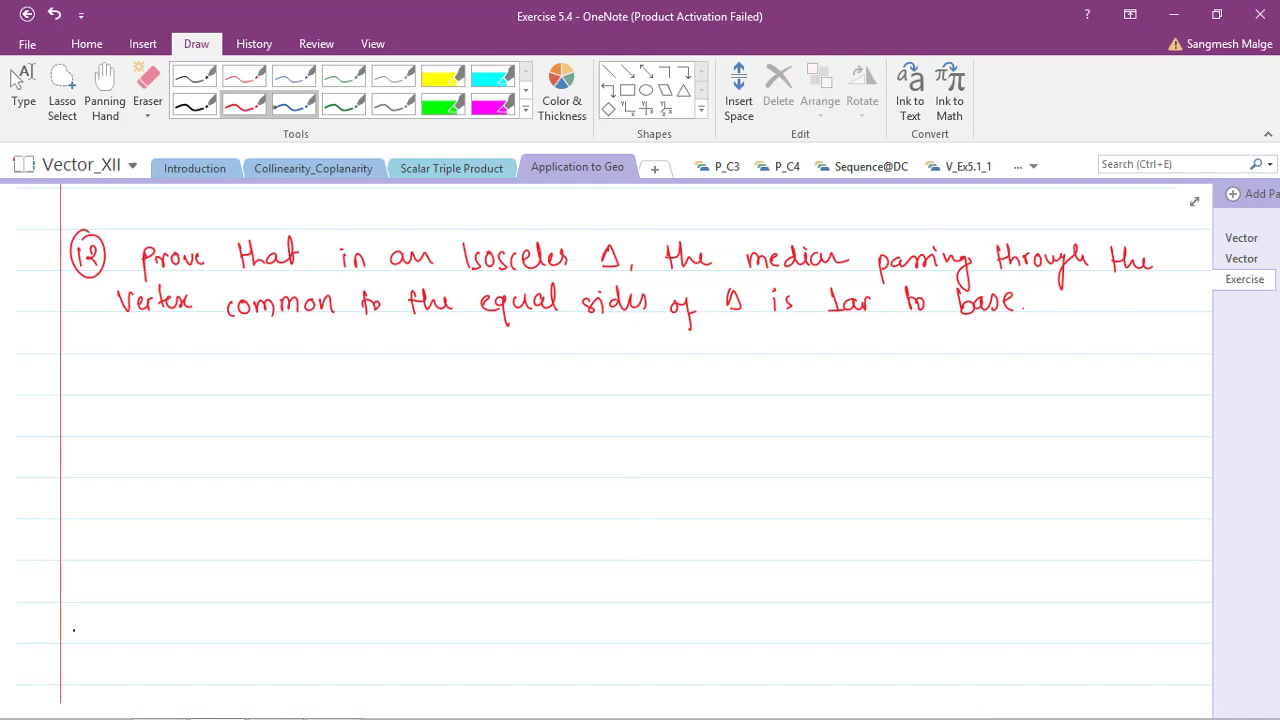 Exercise 5.4 - OneNote (Product Activation Failed)
?
File Home Insert Draw History Review View
Sangmesh Malge
Type Lasso Select Panning Hand Eraser
Color & Thickness
Insert Space Delete Arrange Rotate Ink to Text Ink to Math
Tools Shapes Edit Convert
Vector_XII Introduction Collinearity_Coplanarity Scalar Triple Product Application to Geo P_C3 P_C4 Sequence@DC V_Ex5.1_1 ... Search (Ctrl+E)
Add Pa
Vector
Vector
Exercise
12 Prove that in an Isosceles Δ, the median passing through the
Vertex common to the equal sides of Δ is ⊥ar to base.